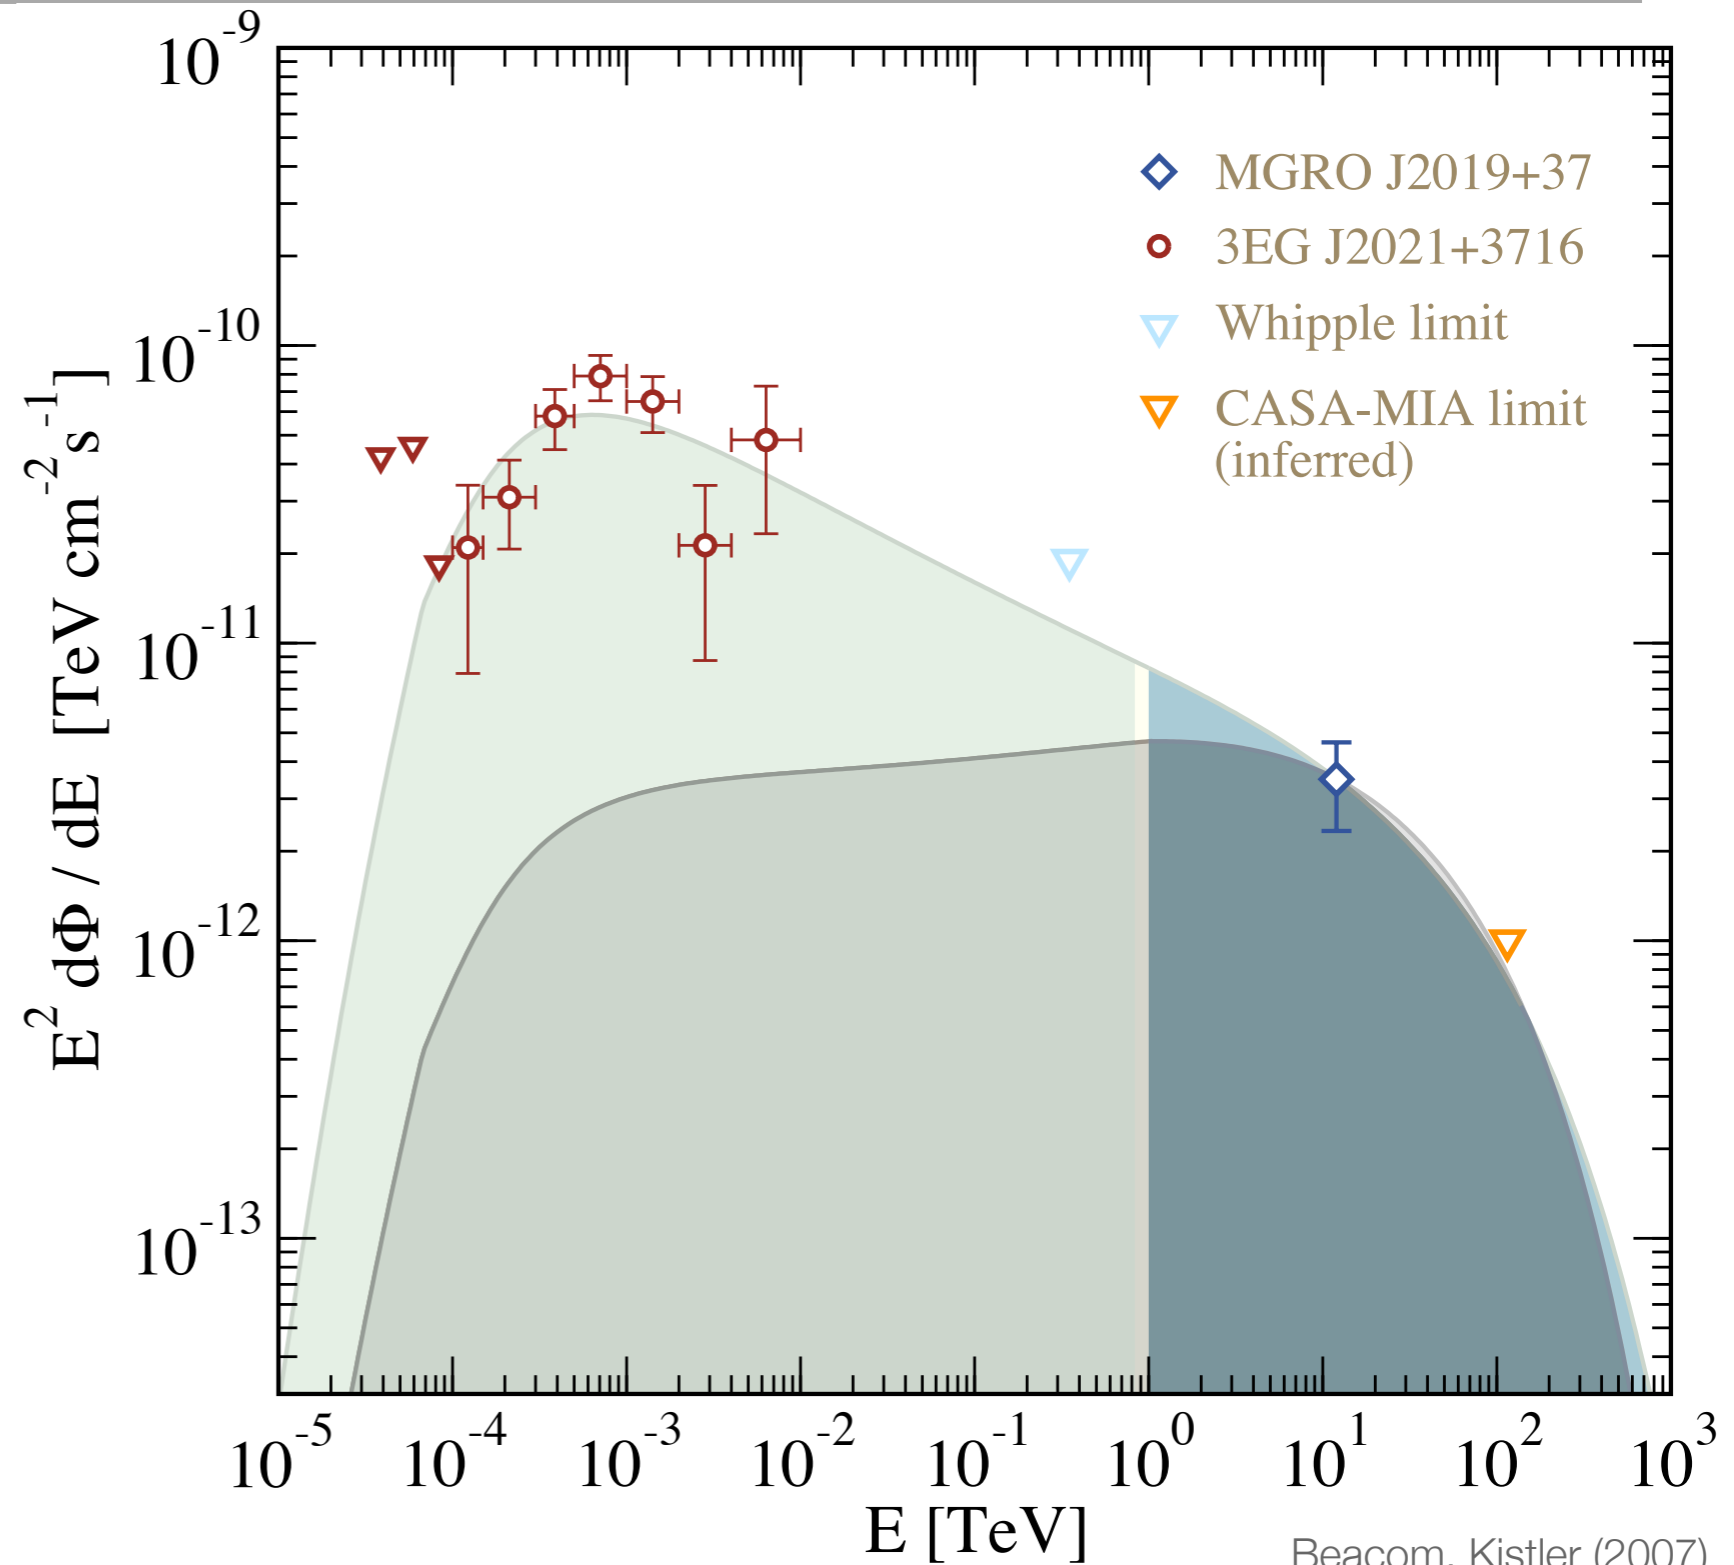 10^-9
10^-10
10^-11
10^-12
10^-13
E^2 dΦ / dE [TeV cm^-2 s^-1]
MGRO J2019+37
3EG J2021+3716
Whipple limit
CASA-MIA limit
(inferred)
10^-5 10^-4 10^-3 10^-2 10^-1 10^0 10^1 10^2 10^3
E [TeV]
Beacom, Kistler (2007)